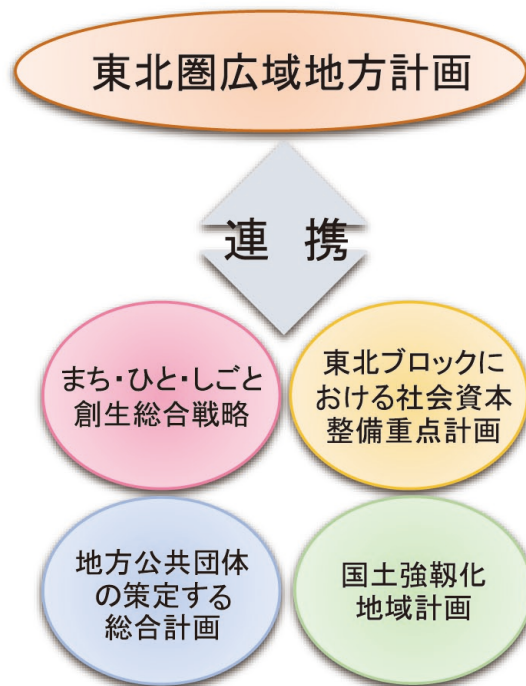 東北圏広域地方計画
連 携
まち・ひと・しごと
創生総合戦略
東北ブロックに
おける社会資本
整備重点計画
地方公共団体
の策定する
総合計画
国土強靱化
地域計画